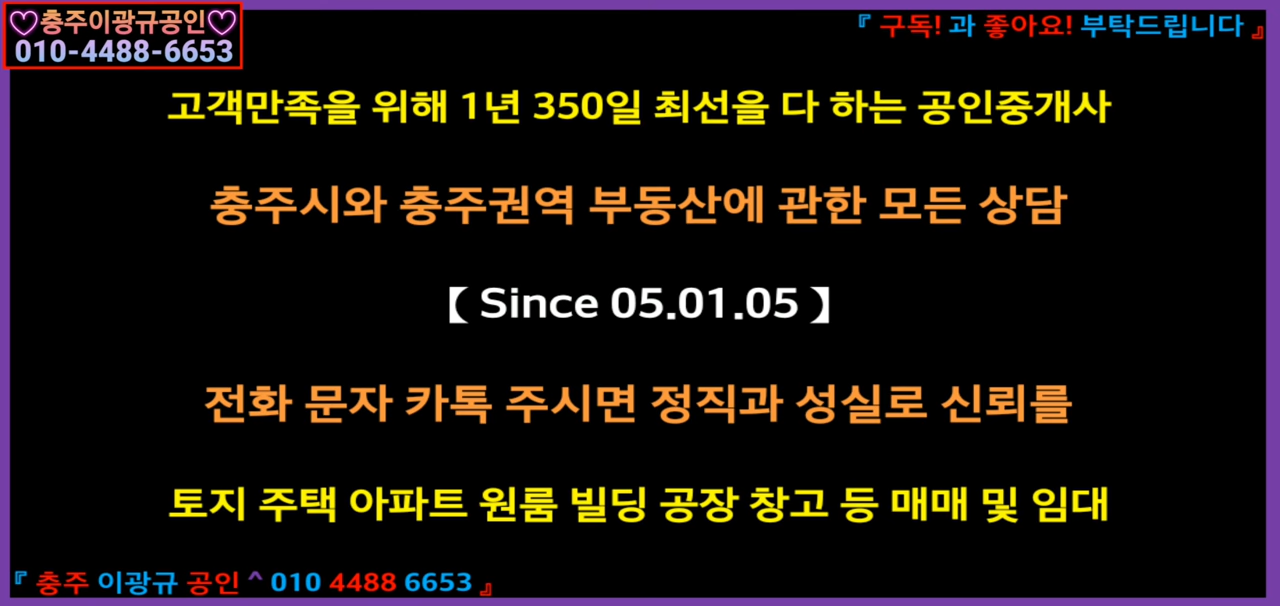 ♡충주이광규공인♡
010-4488-6653
『 구독! 과 좋아요! 부탁드립니다 』
고객만족을 위해 1년 350일 최선을 다 하는 공인중개사
충주시와 충주권역 부동산에 관한 모든 상담
【 Since 05.01.05 】
전화 문자 카톡 주시면 정직과 성실로 신뢰를
토지 주택 아파트 원룸 빌딩 공장 창고 등 매매 및 임대
『 충주 이광규 공인 ^ 010 4488 6653 』